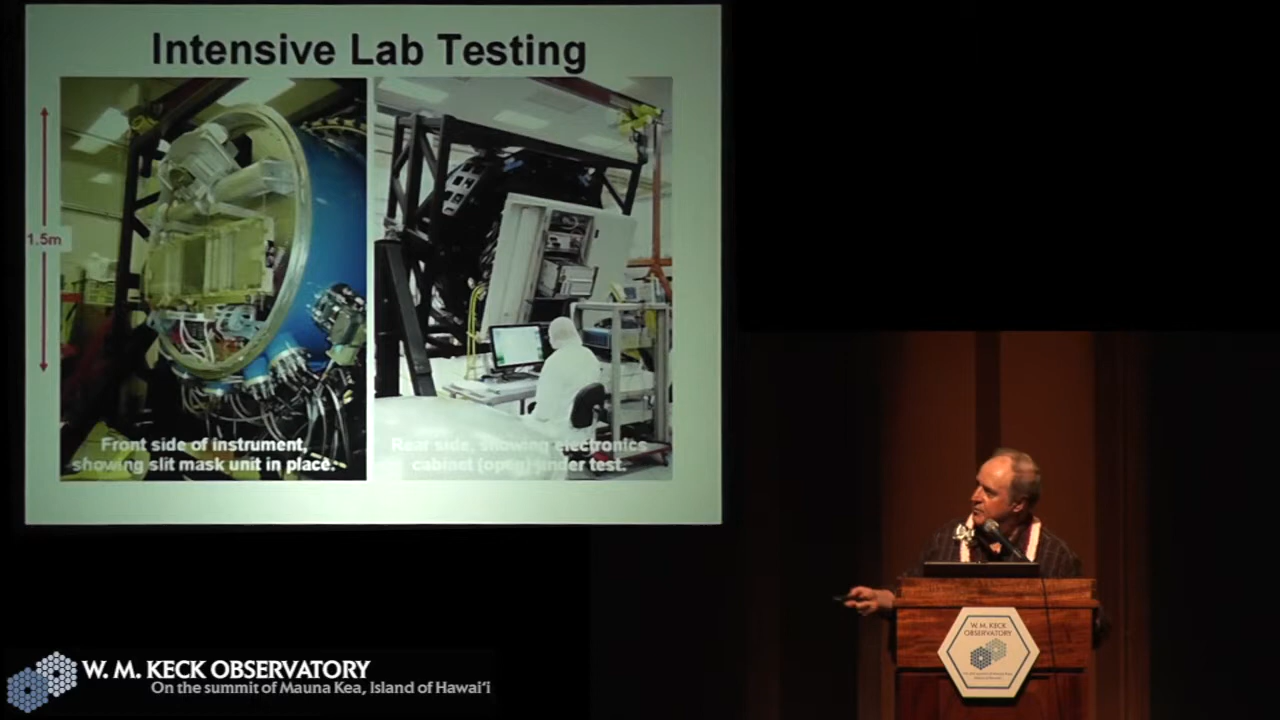 Intensive Lab Testing
1.5m
Front side of instrument,
showing slit mask unit in place.
Rear side, showing electronics
cabinet (open) under test.
W. M. KECK
OBSERVATORY
W. M. KECK OBSERVATORY
On the summit of Mauna Kea, Island of Hawai‘i